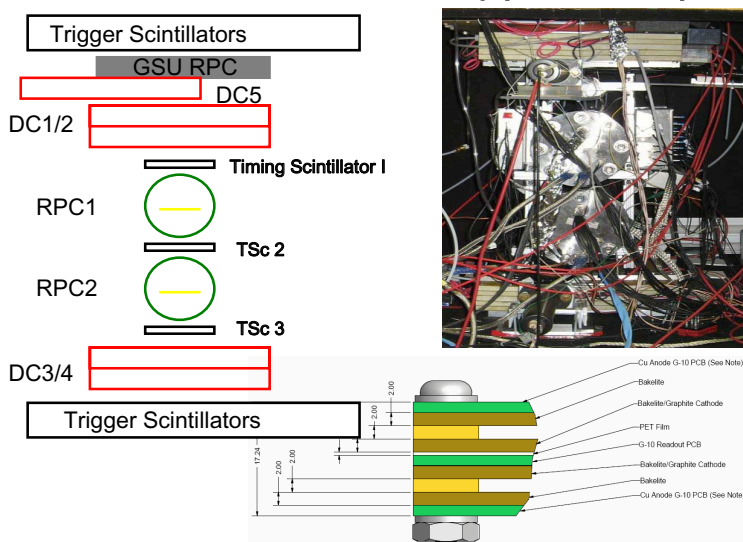 Trigger Scintillators
GSU RPC
DC5
DC1/2
Timing Scintillator I
RPC1
TSc 2
RPC2
TSc 3
DC3/4
Trigger Scintillators
Cu Anode G-10 PCB (See Note)
Bakelite
Bakelite/Graphite Cathode
PET Film
G-10 Readout PCB
Bakelite/Graphite Cathode
Bakelite
Cu Anode G-10 PCB (See Note)
2.00
2.00
17.24
2.00
2.00